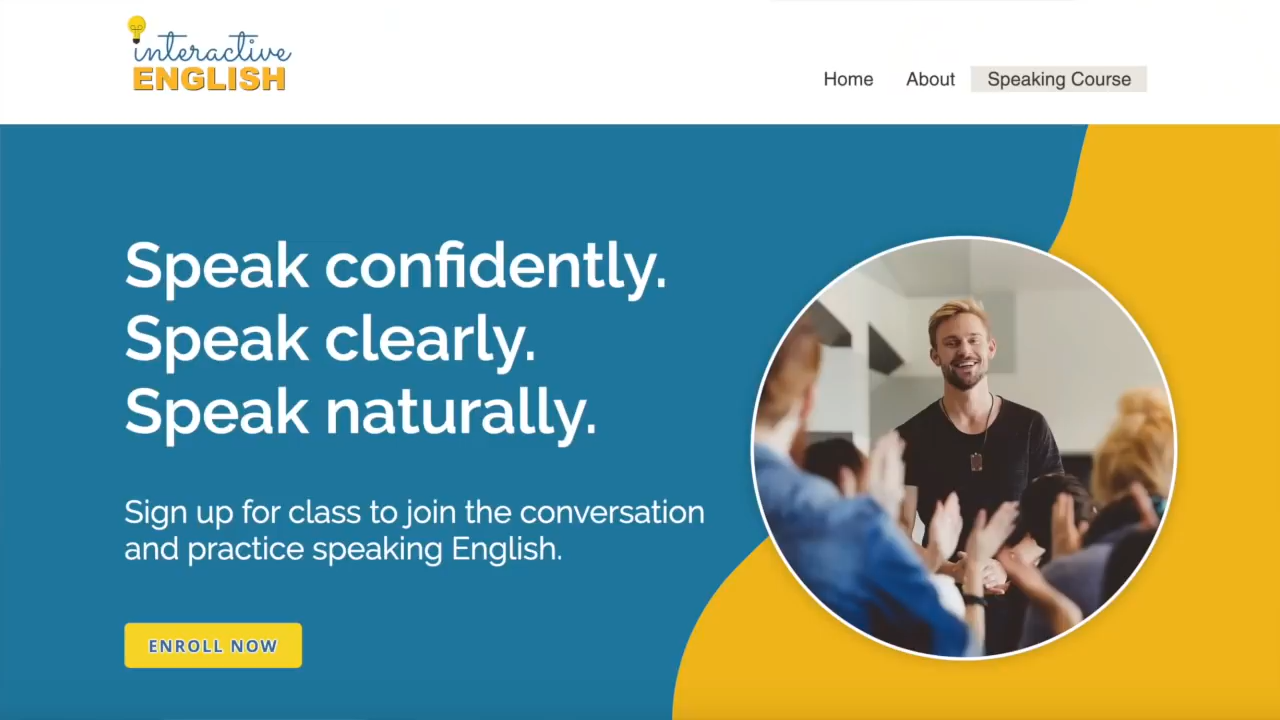 interactive
ENGLISH
Home About Speaking Course
Speak confidently.
Speak clearly.
Speak naturally.
Sign up for class to join the conversation
and practice speaking English.
ENROLL NOW